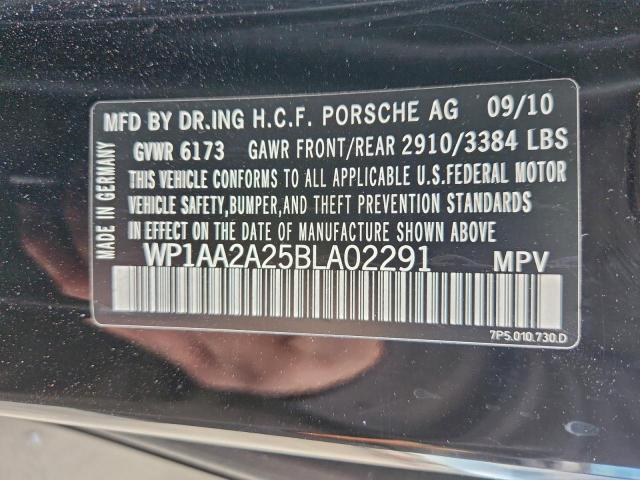 MFD BY DR.ING H.C.F. PORSCHE AG 09/10
GVWR 6173 GAWR FRONT/REAR 2910/3384 LBS
THIS VEHICLE CONFORMS TO ALL APPLICABLE U.S.FEDERAL MOTOR
VEHICLE SAFETY,BUMPER,AND THEFT PREVENTION STANDARDS
IN EFFECT ON THE DATE OF MANUFACTURE SHOWN ABOVE.
WP1AA2A25BLA02291 MPV
7P5.010.730.D
MADE IN GERMANY